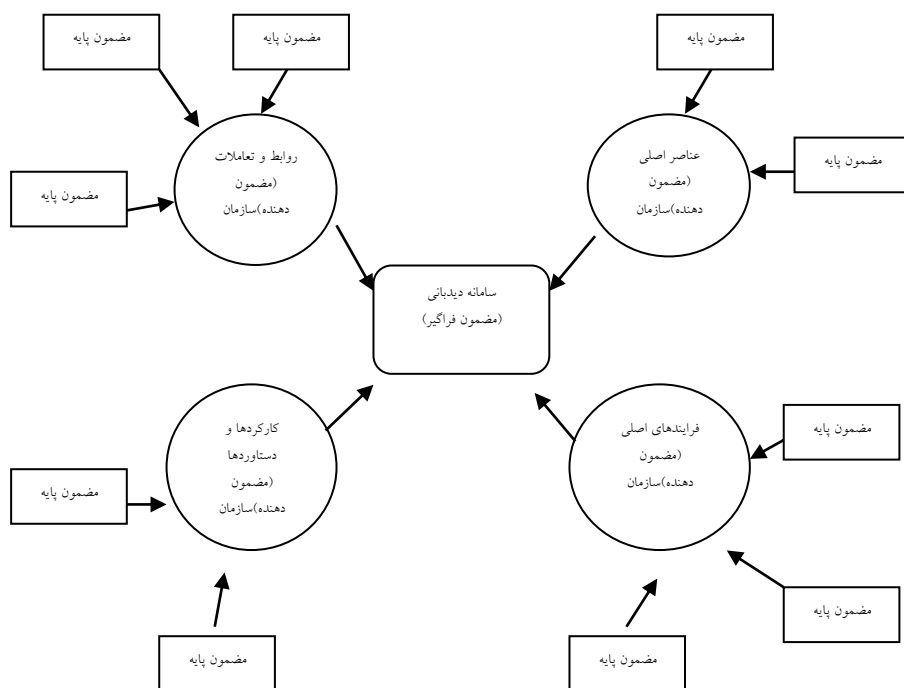 مضمون پایه
مضمون پایه
مضمون پایه
روابط و تعاملات
(مضمون
دهنده)سازمان
عناصر اصلی
(مضمون
دهنده)سازمان
مضمون پایه
مضمون پایه
سامانه دیدبانی
(مضمون فراگیر)
کارکردها و
دستاوردها
(مضمون
دهنده)سازمان
فرایندهای اصلی
(مضمون
دهنده)سازمان
مضمون پایه
مضمون پایه
مضمون پایه
مضمون پایه
مضمون پایه